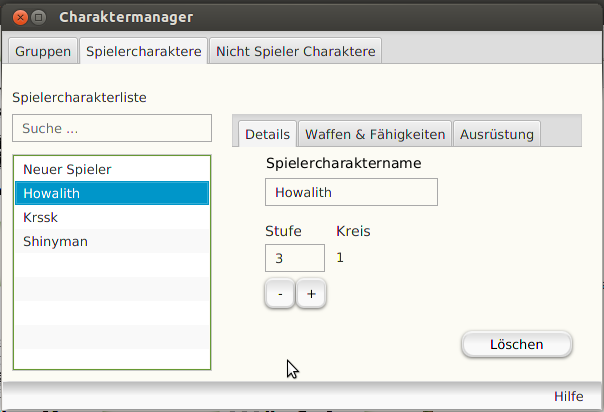 Charaktermanager
Gruppen Spielercharaktere Nicht Spieler Charaktere
Spielercharakterliste
Suche ...
Neuer Spieler
Howalith
Krssk
Shinyman
Details Waffen & Fähigkeiten Ausrüstung
Spielercharaktername
Howalith
Stufe Kreis
3 1
- +
Löschen
Hilfe